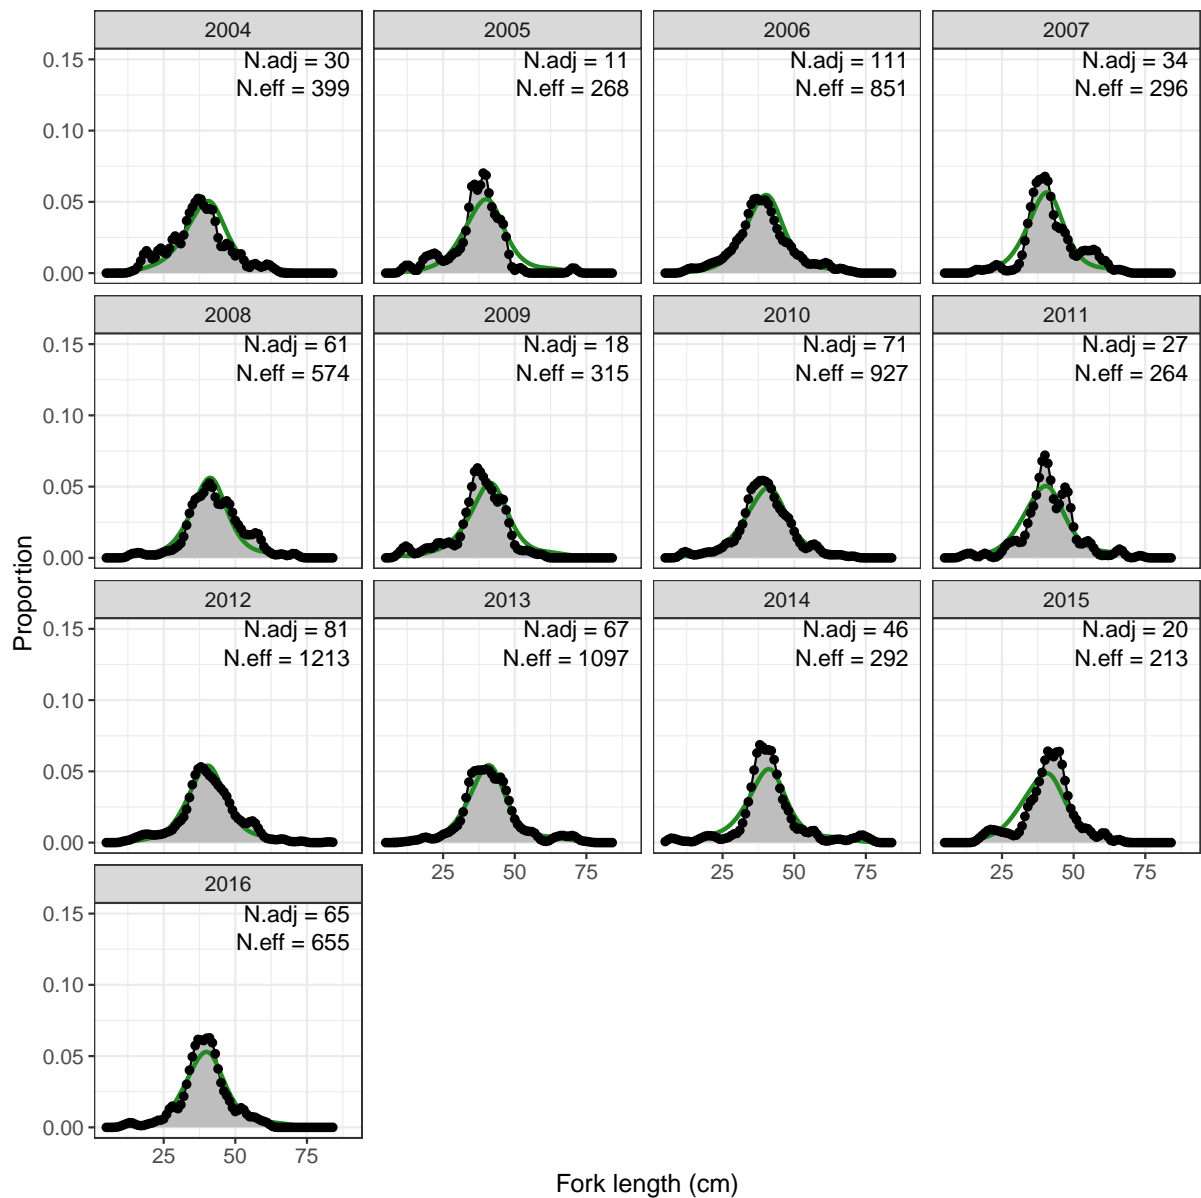 2004
2005
2006
2007
0.15
N.adj = 30
N.adj = 11
N.adj = 111
N.adj = 34
N.eff = 399
N.eff = 268
N.eff = 851
N.eff = 296
0.10
0.05
0.00
2008
2009
2010
2011
0.15
N.adj = 61
N.adj = 18
N.adj = 71
N.adj = 27
N.eff = 574
N.eff = 315
N.eff = 927
N.eff = 264
0.10
0.05
0.00
Proportion
2012
2013
2014
2015
0.15
N.adj = 81
N.adj = 67
N.adj = 46
N.adj = 20
N.eff = 1213
N.eff = 1097
N.eff = 292
N.eff = 213
0.10
0.05
0.00
25 50 75
25 50 75
25 50 75
2016
0.15
N.adj = 65
N.eff = 655
0.10
0.05
0.00
25 50 75
Fork length (cm)